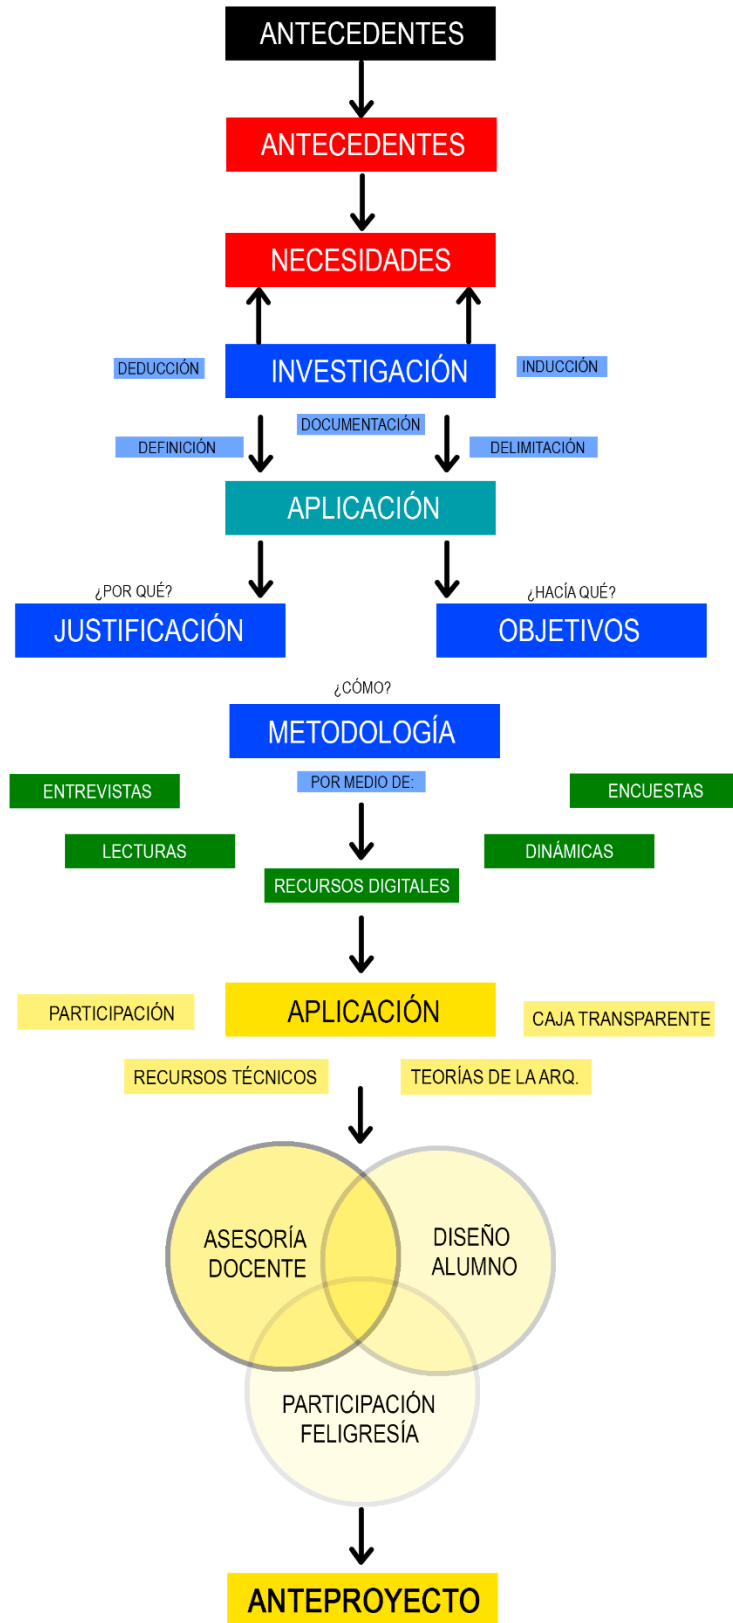 ANTECEDENTES
ANTECEDENTES
NECESIDADES
DEDUCCIÓN
INVESTIGACIÓN
INDUCCIÓN
DOCUMENTACIÓN
DEFINICIÓN
DELIMITACIÓN
APLICACIÓN
¿POR QUÉ?
¿HACÍA QUÉ?
JUSTIFICACIÓN
OBJETIVOS
¿CÓMO?
METODOLOGÍA
POR MEDIO DE:
ENTREVISTAS
ENCUESTAS
LECTURAS
DINÁMICAS
RECURSOS DIGITALES
PARTICIPACIÓN
APLICACIÓN
CAJA TRANSPARENTE
RECURSOS TÉCNICOS
TEORÍAS DE LA ARQ.
ASESORÍA
DOCENTE
DISEÑO
ALUMNO
PARTICIPACIÓN
FELIGRESÍA
ANTEPROYECTO